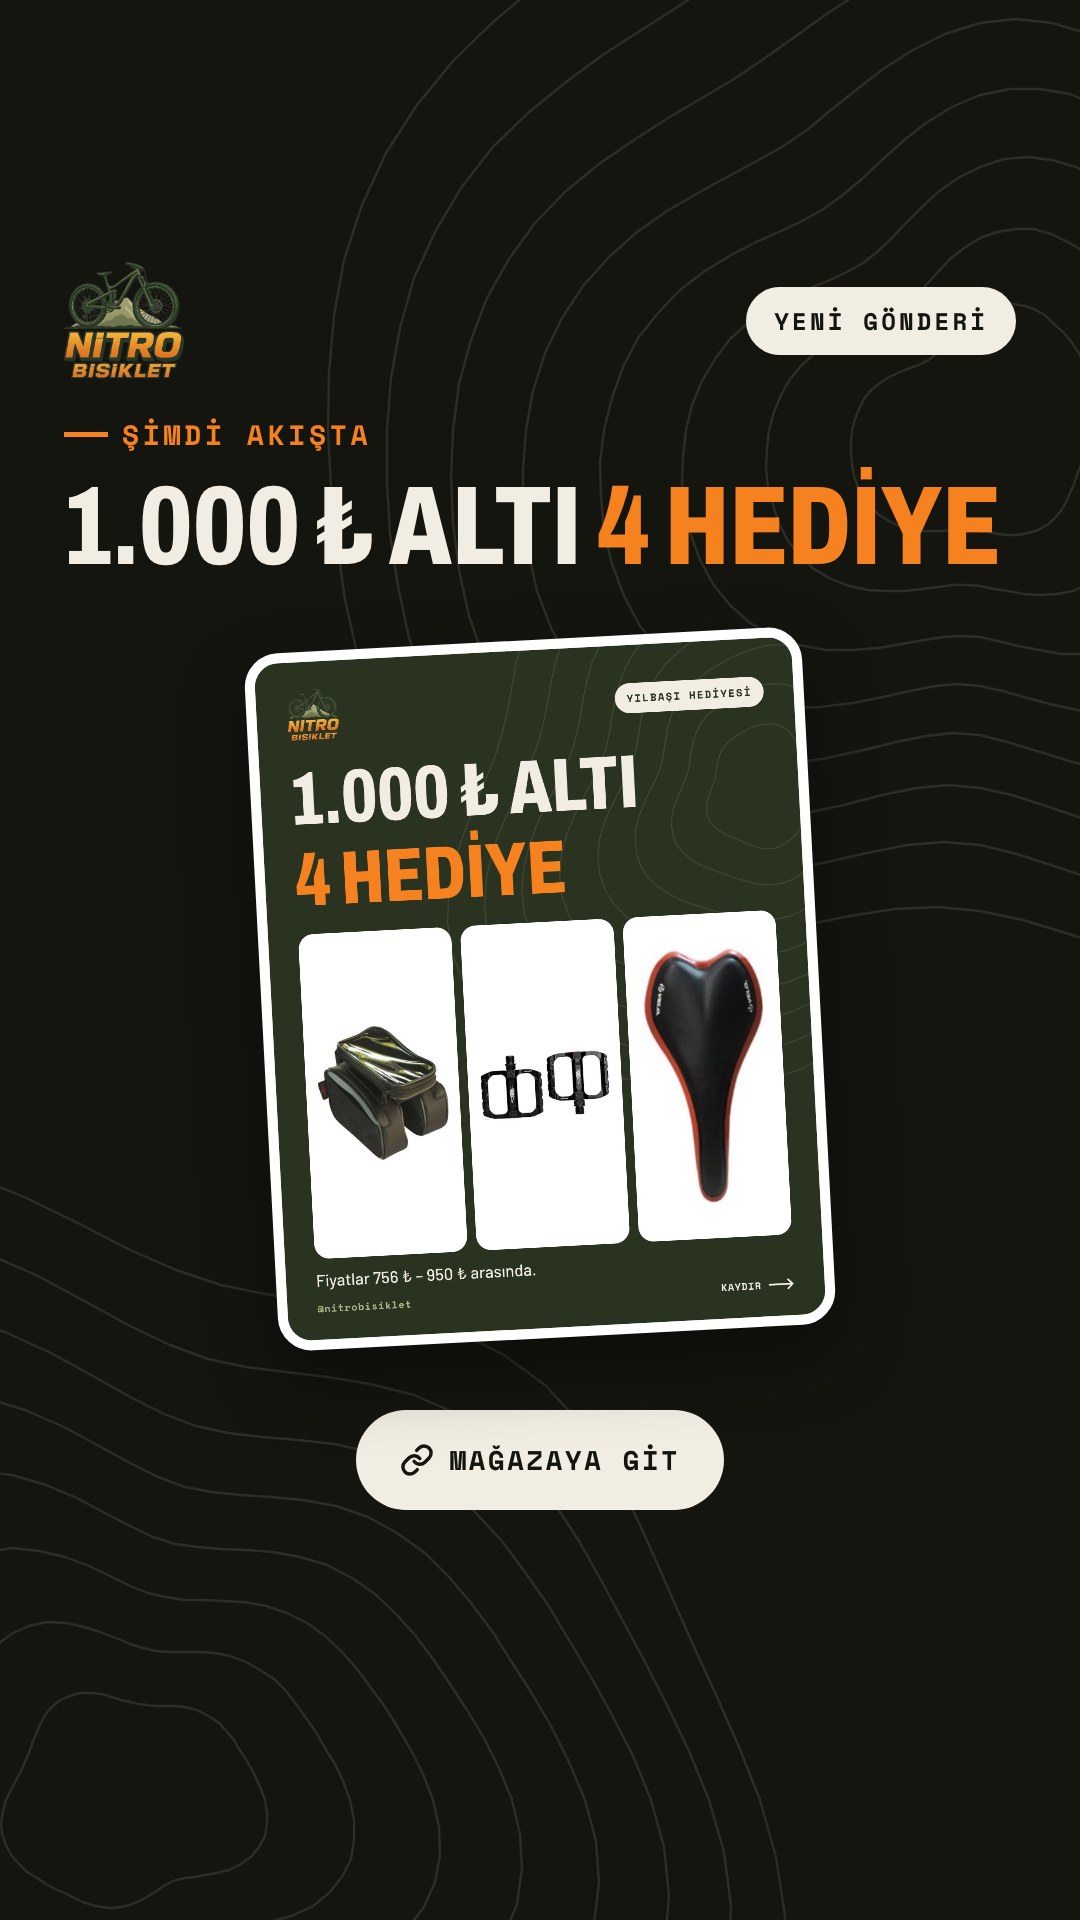 NiTRO
BiSiKLET
YENİ GÖNDERİ
ŞİMDİ AKIŞTA
1.000 ₺ ALTI 4 HEDİYE
NiTRO
BiSiKLET
YILBAŞI HEDİYESİ
1.000 ₺ ALTI
4 HEDİYE
Fiyatlar 756 ₺ – 950 ₺ arasında.
@nitrobisiklet
KAYDIR
MAĞAZAYA GİT